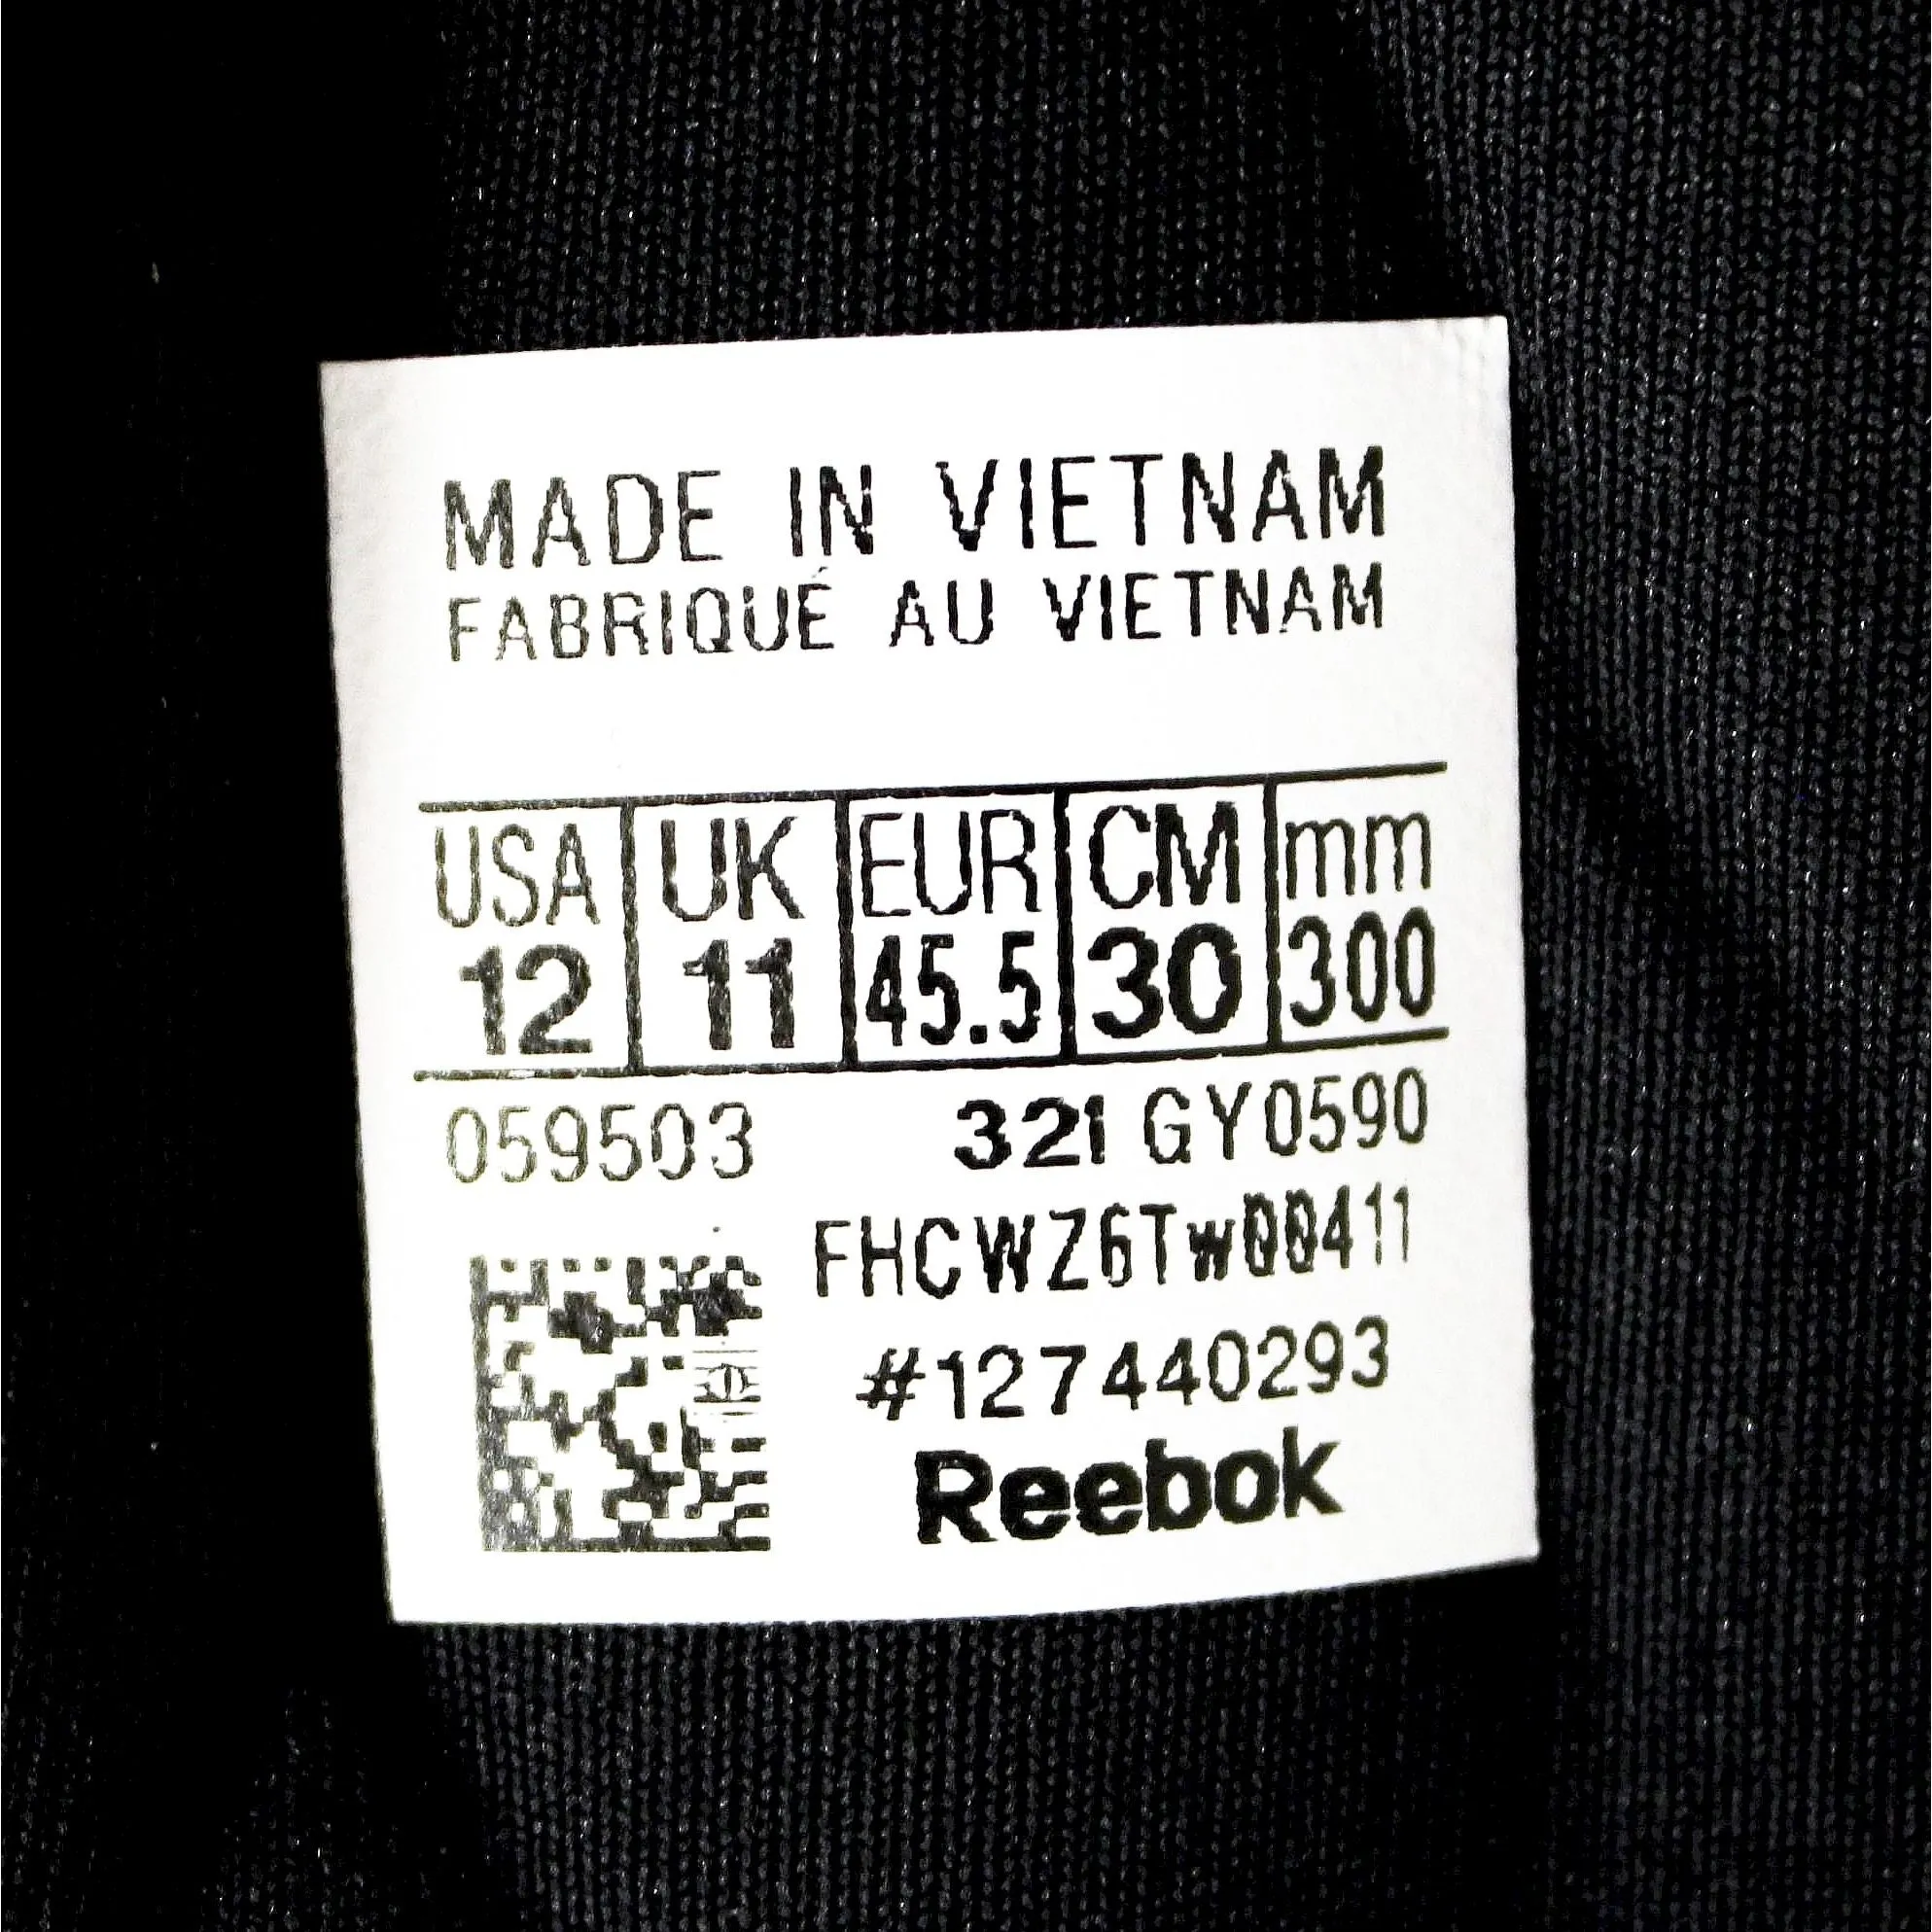 MADE IN VIETNAM
FABRIQUÉ AU VIETNAM
USA UK EUR CM mm
12 11 45.5 30 300
059503 321 GY0590
FHCWZ6Tw00411
#127440293
Reebok